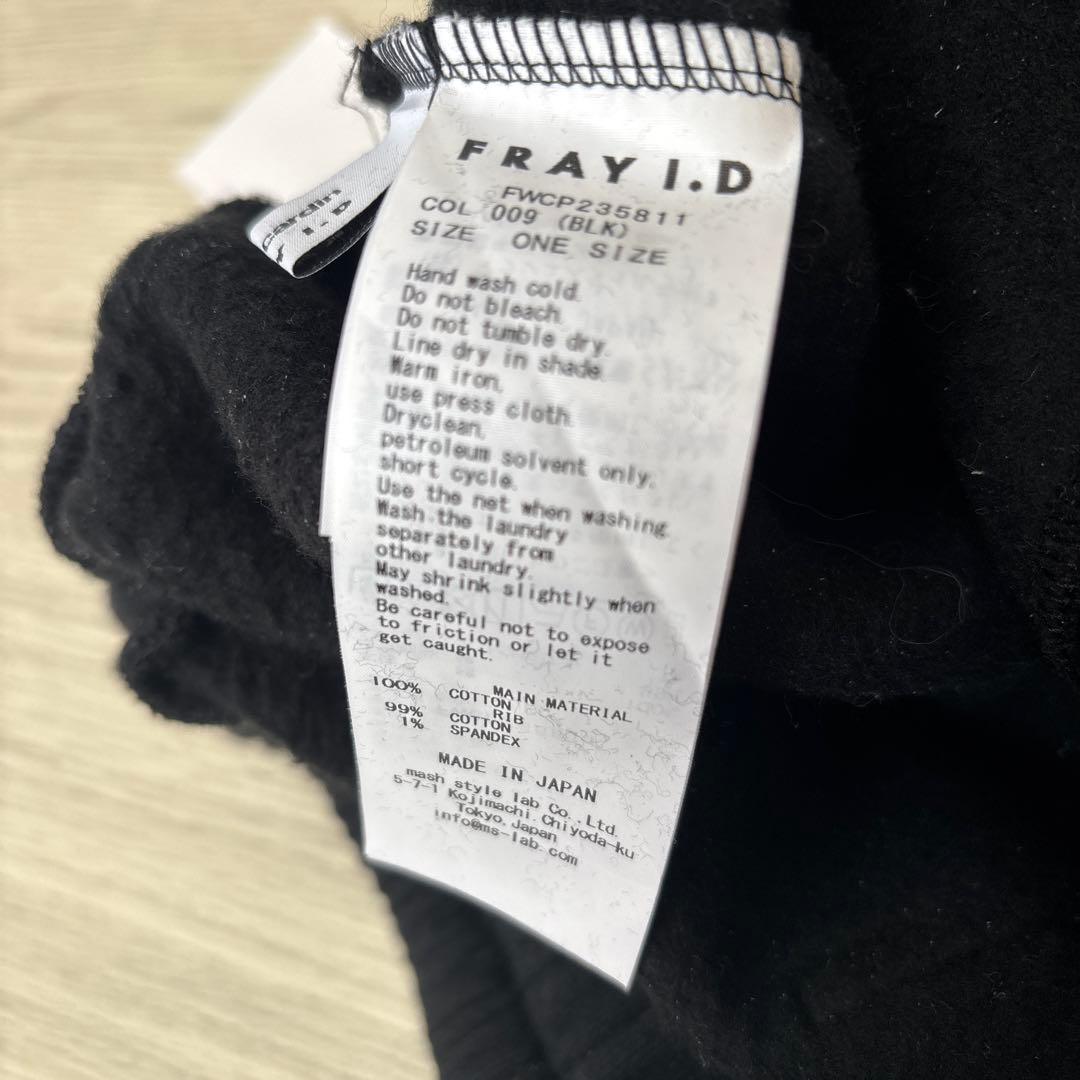 FRAY I.D
FWCP235811
COL 009 (BLK)
SIZE ONE SIZE
Hand wash cold.
Do not bleach.
Do not tumble dry.
Line dry in shade.
Warm iron.
use press cloth.
Dryclean,
petroleum solvent only,
short cycle.
Use the net when washing.
Wash the laundry
separately from
other laundry.
May shrink slightly when
washed.
Be careful not to expose
to friction or let it
get caught.
MAIN MATERIAL
100% COTTON
RIB
99% COTTON
1% SPANDEX
MADE IN JAPAN
mash style lab Co.,Ltd.
5-7-1 Kojimachi,Chiyoda-ku
Tokyo,Japan
info@ms-lab.com
cardin
I.D